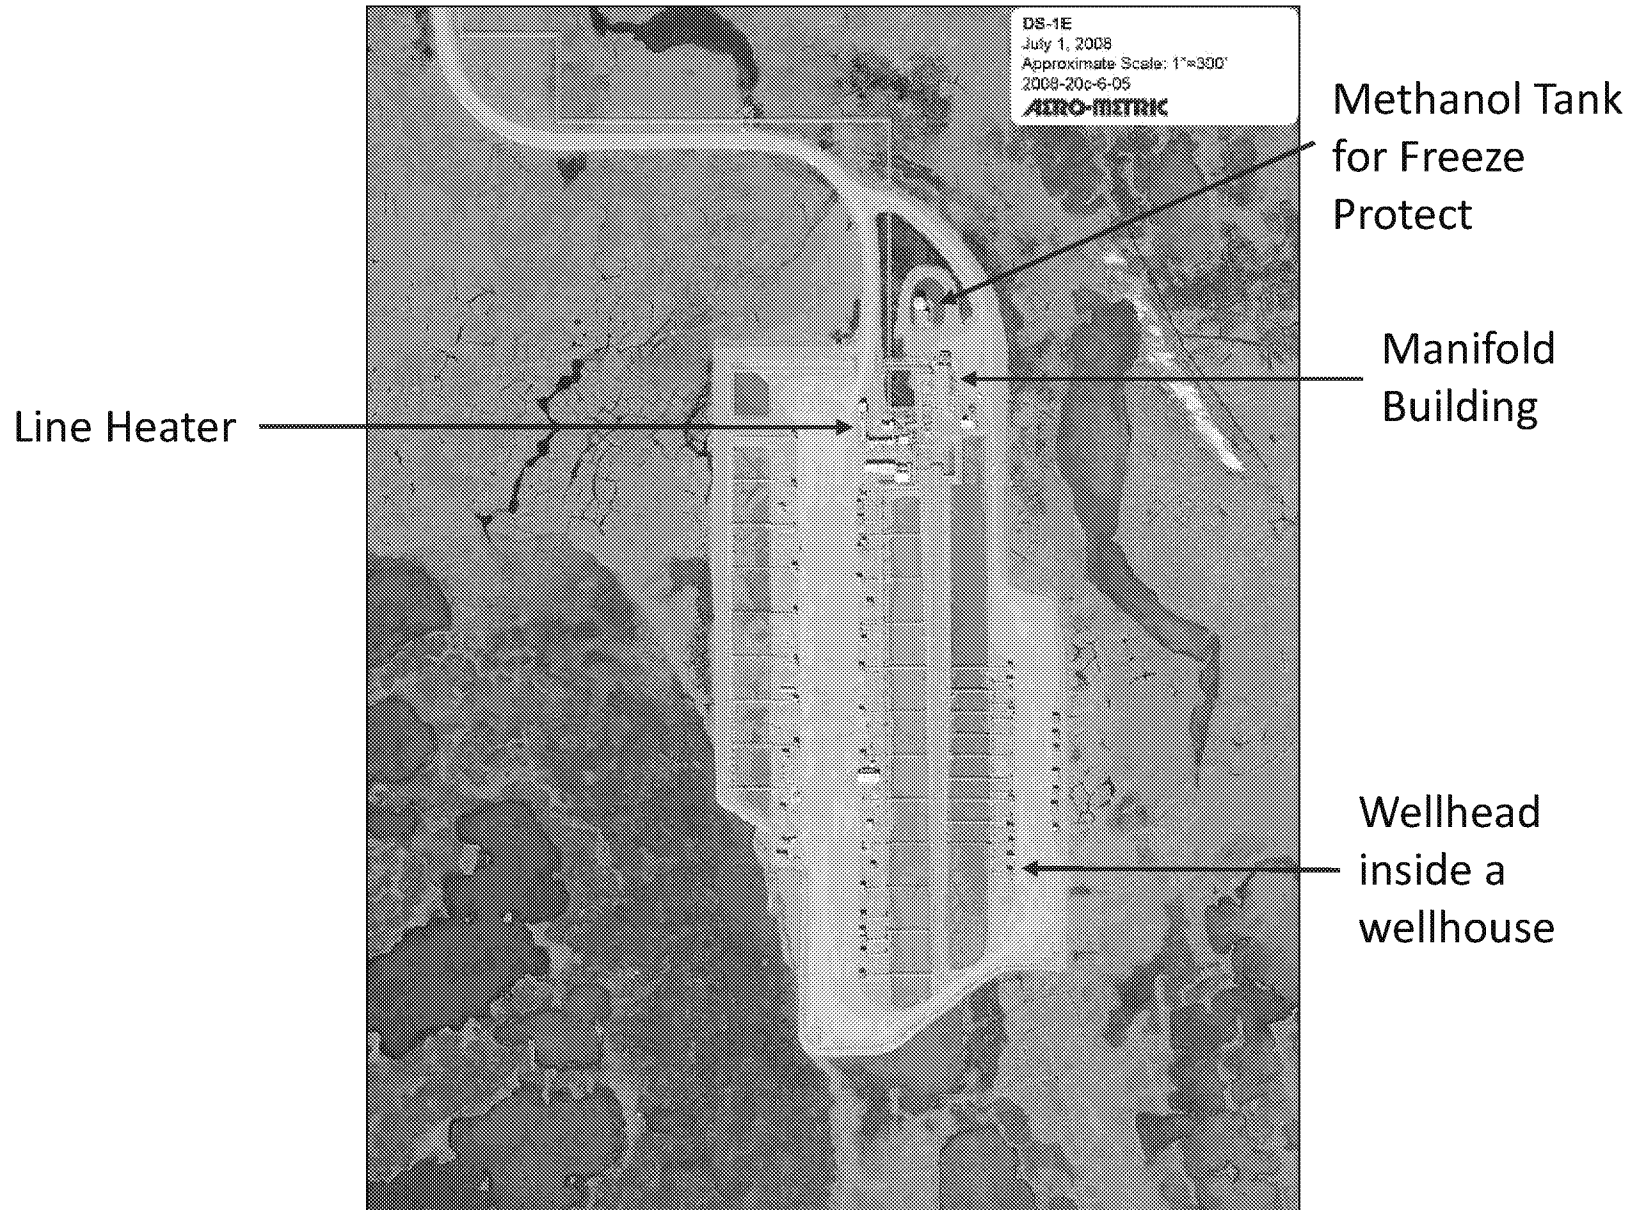 DS-1E
July 1, 2008
Approximate Scale: 1"=300'
2008-20c-6-05
AERO-METRIC
Methanol Tank
for Freeze
Protect
Manifold
Building
Line Heater
Wellhead
inside a
wellhouse